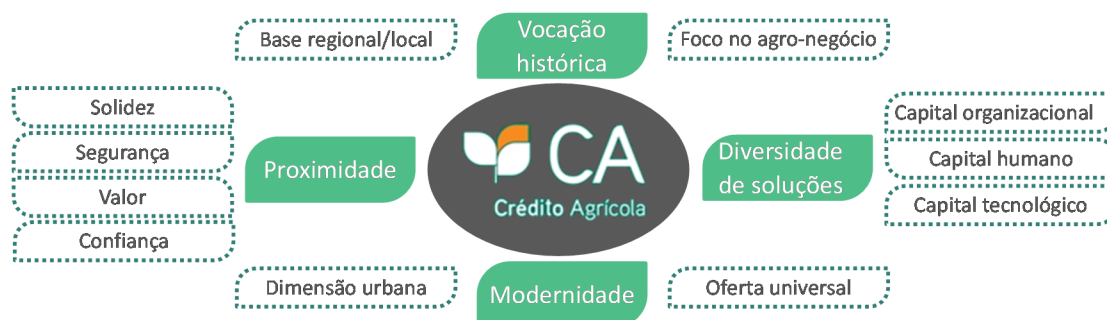 Base regional/local
Vocação
histórica
Foco no agro-negócio
Solidez
Segurança
Valor
Confiança
Proximidade
CA
Crédito Agrícola
Diversidade
de soluções
Capital organizacional
Capital humano
Capital tecnológico
Dimensão urbana
Modernidade
Oferta universal